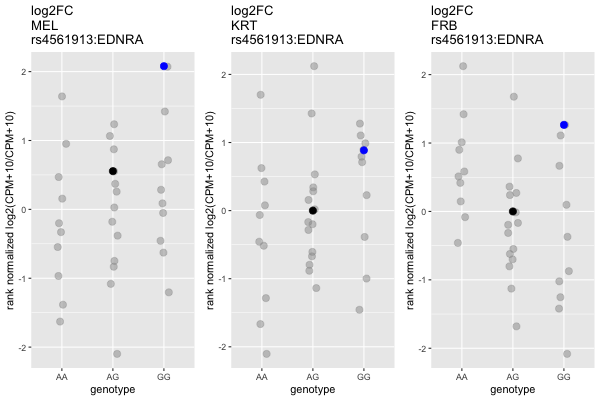 log2FC
MEL
rs4561913:EDNRA
rank normalized log2(CPM+10/CPM+10)
2
1
0
-1
-2
AA AG GG
genotype
log2FC
KRT
rs4561913:EDNRA
rank normalized log2(CPM+10/CPM+10)
2
1
0
-1
-2
AA AG GG
genotype
log2FC
FRB
rs4561913:EDNRA
rank normalized log2(CPM+10/CPM+10)
2
1
0
-1
-2
AA AG GG
genotype